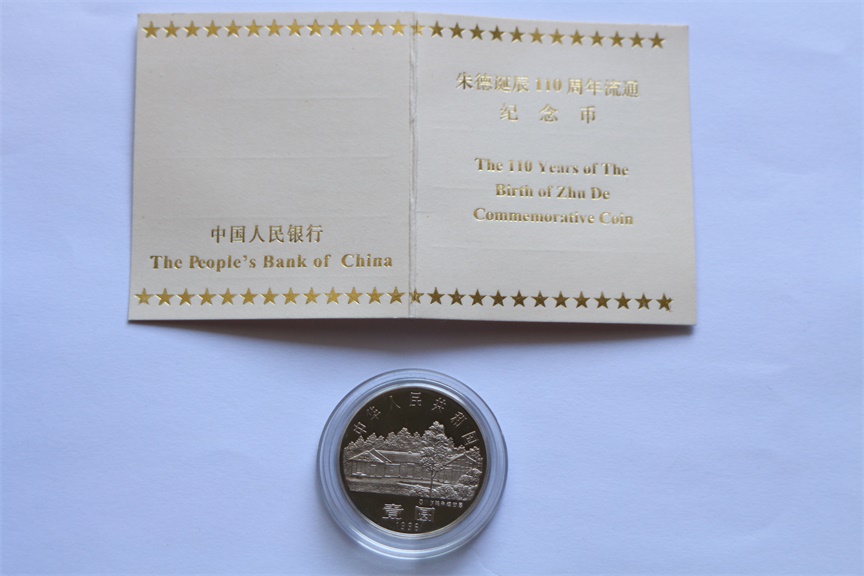 中国人民银行
The People's Bank of China
朱德诞辰110周年流通
纪 念 币
The 110 Years of The
Birth of Zhu De
Commemorative Coin
中华人民共和国
壹圆